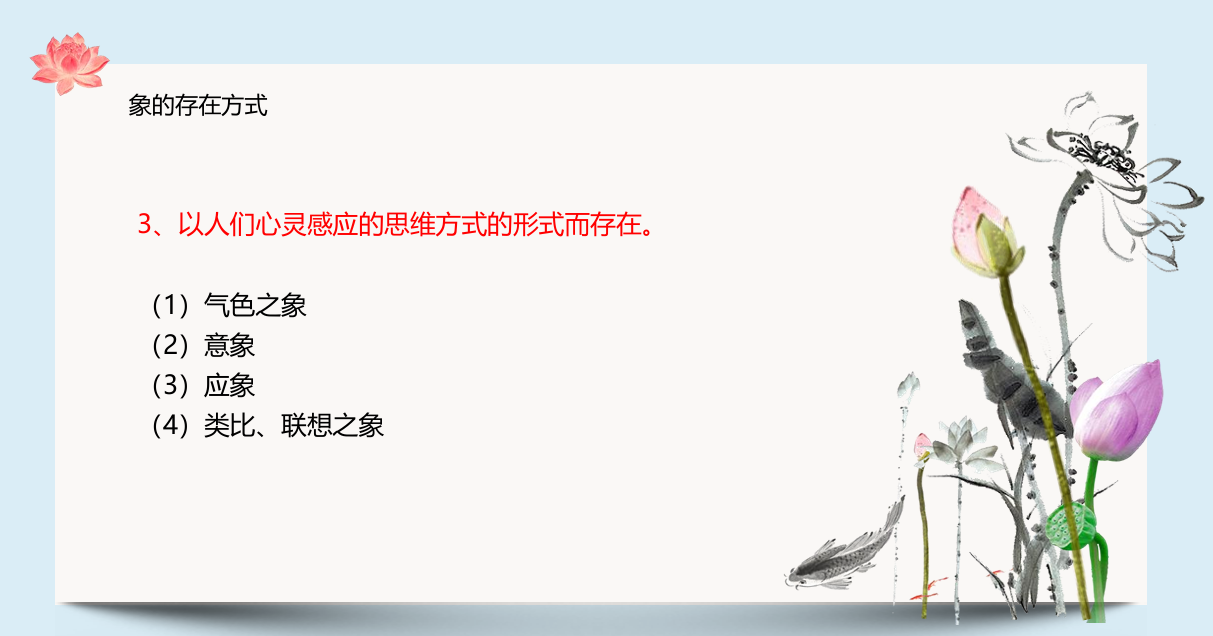 象的存在方式
3、以人们心灵感应的思维方式的形式而存在。
（1）气色之象
（2）意象
（3）应象
（4）类比、联想之象